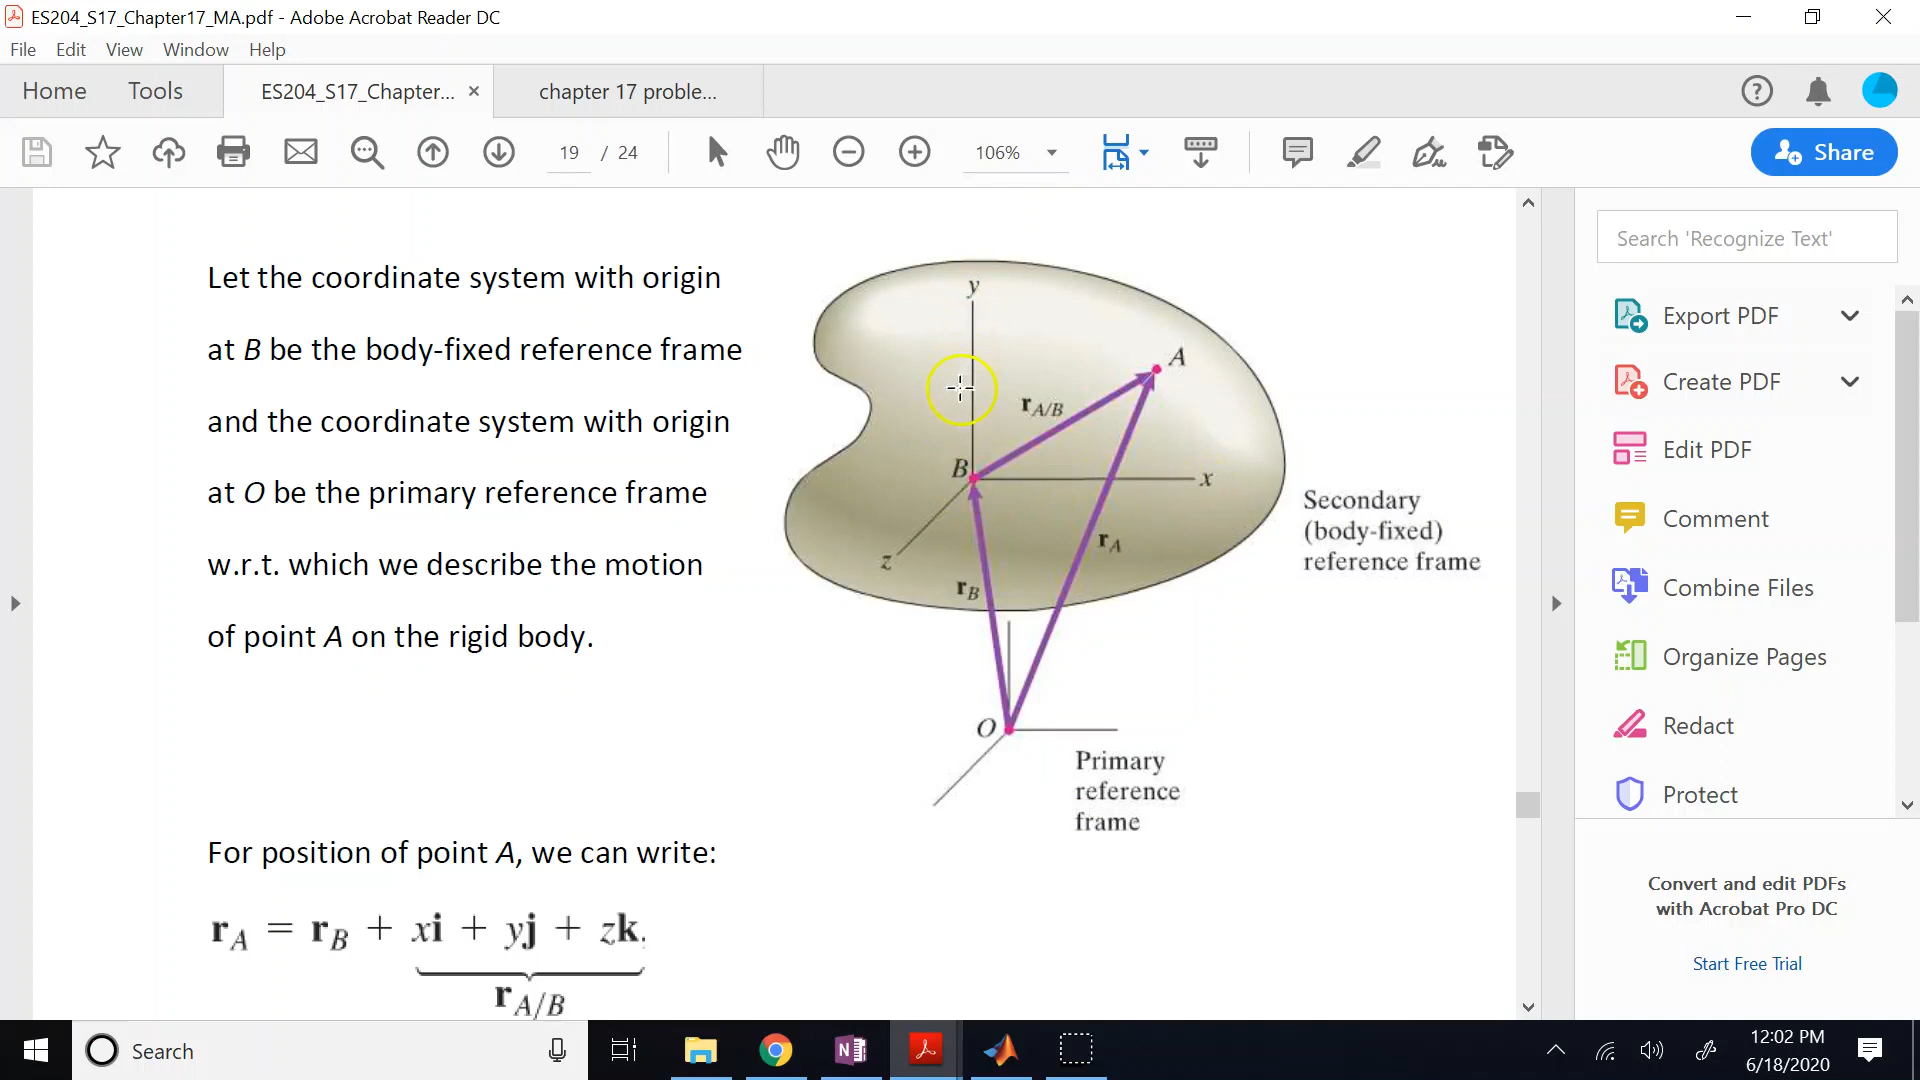 ES204_S17_Chapter17_MA.pdf - Adobe Acrobat Reader DC
File Edit View Window Help
Home Tools ES204_S17_Chapter... × chapter 17 proble...
19 / 24 106% Share
Let the coordinate system with origin
at B be the body-fixed reference frame
and the coordinate system with origin
at O be the primary reference frame
w.r.t. which we describe the motion
of point A on the rigid body.
y
A
r_{A/B}
B
x
z
r_A
r_B
O
Secondary
(body-fixed)
reference frame
Primary
reference
frame
For position of point A, we can write:
r_A = r_B + xi + yj + zk.
r_{A/B}
Search 'Recognize Text'
Export PDF
Create PDF
Edit PDF
Comment
Combine Files
Organize Pages
Redact
Protect
Convert and edit PDFs
with Acrobat Pro DC
Start Free Trial
Search
N
12:02 PM
6/18/2020